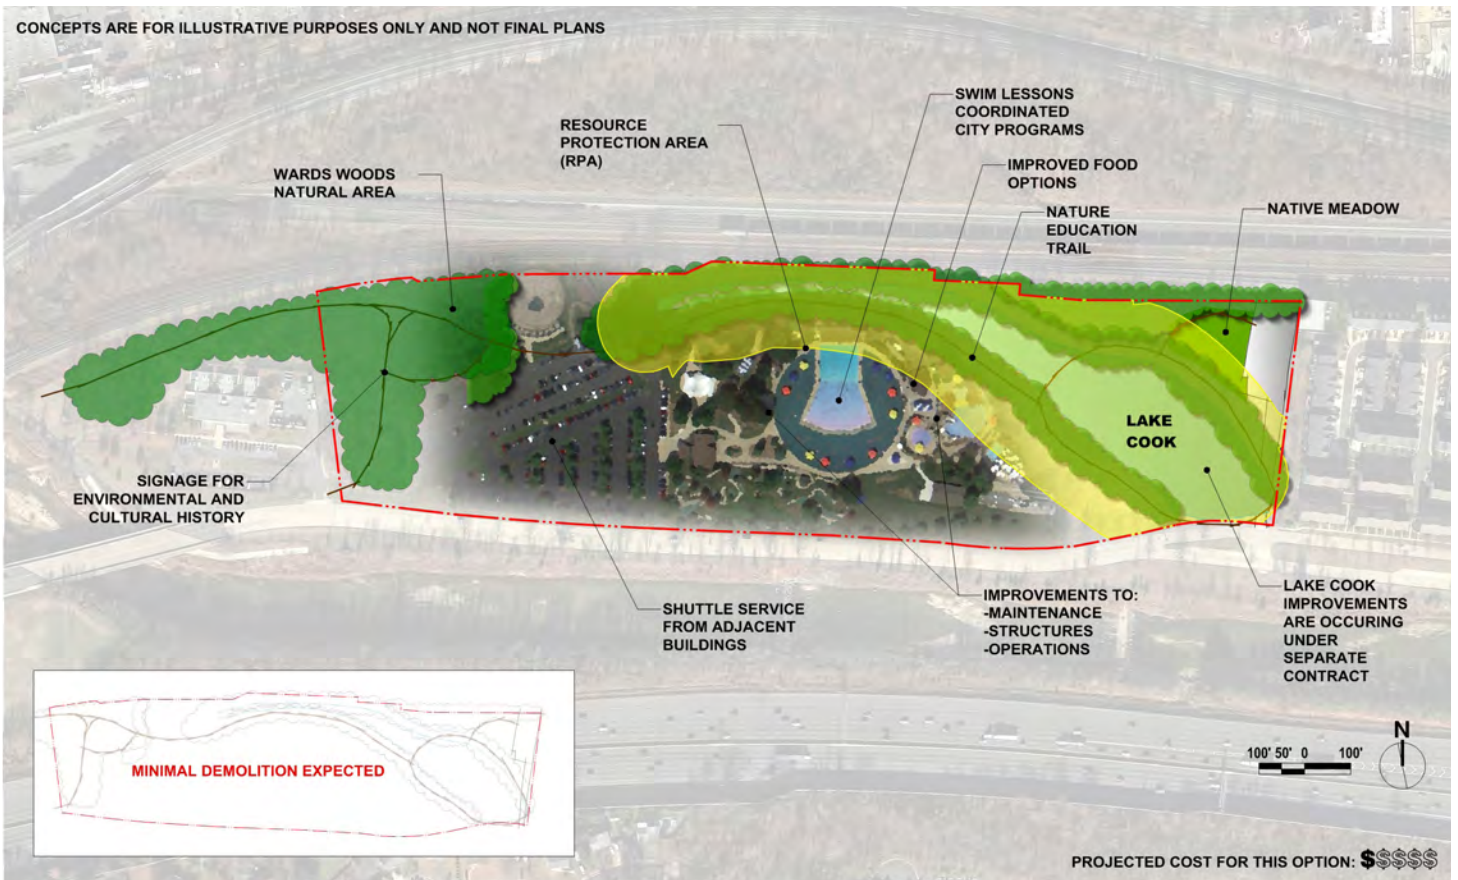 CONCEPTS ARE FOR ILLUSTRATIVE PURPOSES ONLY AND NOT FINAL PLANS
SWIM LESSONS
COORDINATED
CITY PROGRAMS
RESOURCE
PROTECTION AREA
(RPA)
IMPROVED FOOD
OPTIONS
WARDS WOODS
NATURAL AREA
NATURE
EDUCATION
TRAIL
NATIVE MEADOW
LAKE
COOK
SIGNAGE FOR
ENVIRONMENTAL AND
CULTURAL HISTORY
SHUTTLE SERVICE
FROM ADJACENT
BUILDINGS
IMPROVEMENTS TO:
-MAINTENANCE
-STRUCTURES
-OPERATIONS
LAKE COOK
IMPROVEMENTS
ARE OCCURING
UNDER
SEPARATE
CONTRACT
MINIMAL DEMOLITION EXPECTED
N
100' 50' 0 100'
PROJECTED COST FOR THIS OPTION: $$$$$